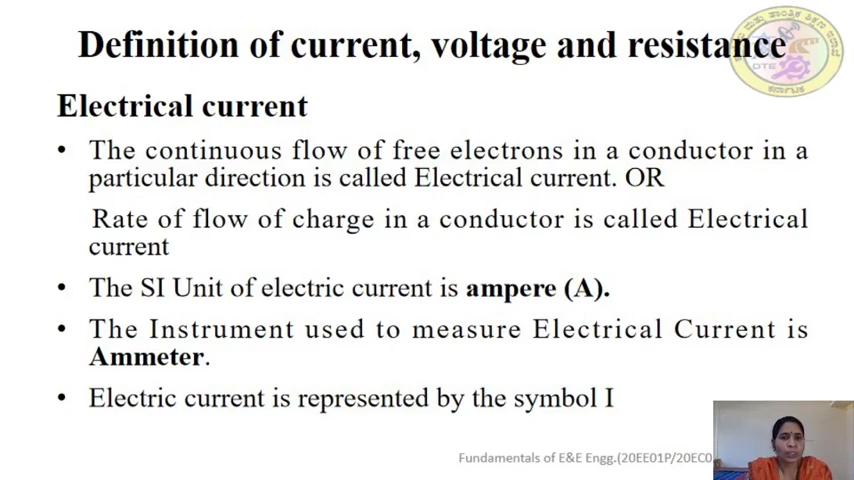 Definition of current, voltage and resistance
Electrical current
• The continuous flow of free electrons in a conductor in a
particular direction is called Electrical current. OR
Rate of flow of charge in a conductor is called Electrical
current
• The SI Unit of electric current is ampere (A).
• The Instrument used to measure Electrical Current is
Ammeter.
• Electric current is represented by the symbol I
Fundamentals of E&E Engg.(20EE01P/20EC0
DTE
ಕರ್ನಾಟಕ